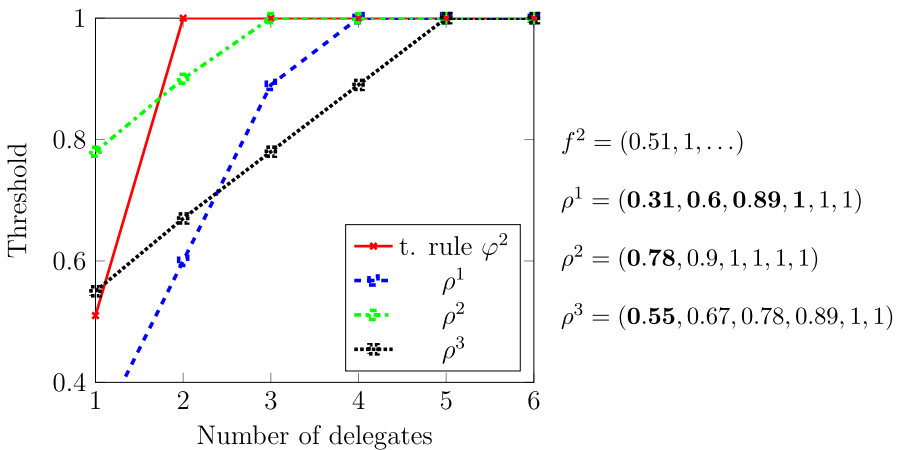 1
0.8
0.6
0.4
Threshold
1 2 3 4 5 6
Number of delegates
t. rule φ²
ρ¹
ρ²
ρ³
f² = (0.51, 1, …)
ρ¹ = (0.31, 0.6, 0.89, 1, 1, 1)
ρ² = (0.78, 0.9, 1, 1, 1, 1)
ρ³ = (0.55, 0.67, 0.78, 0.89, 1, 1)